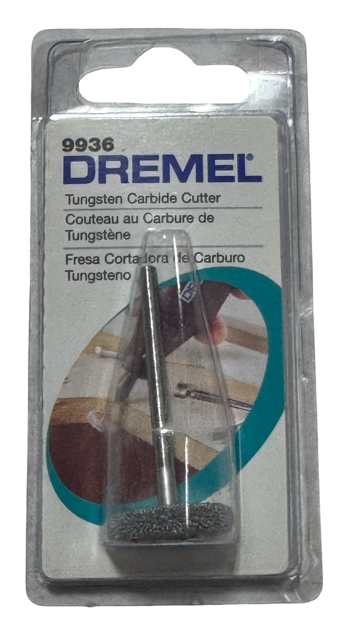 9936
DREMEL®
Tungsten Carbide Cutter
Couteau au Carbure de
Tungstène
Fresa Cortadora de Carburo
Tungsteno